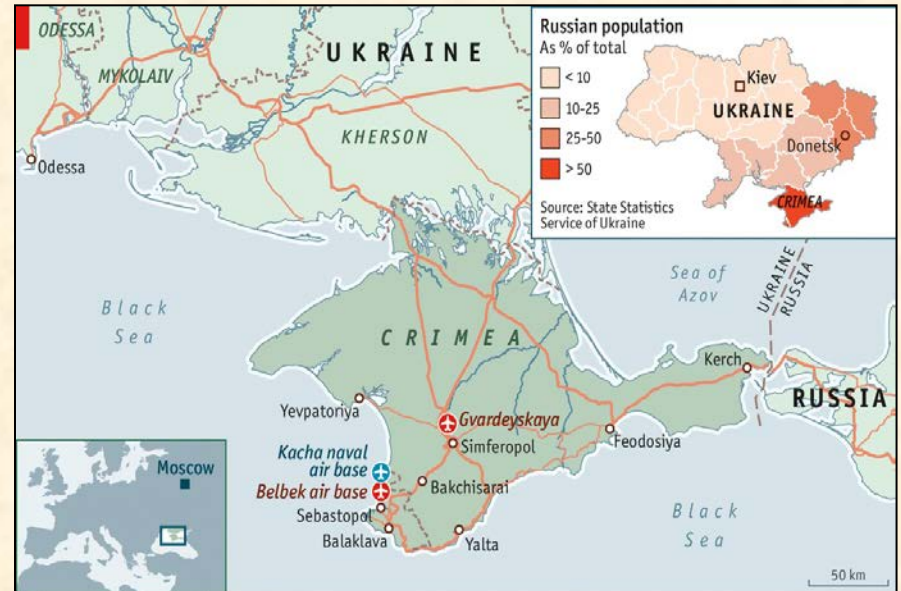 ODESSA
MYKOLAIV
UKRAINE
KHERSON
Odessa
Black
Sea
CRIMEA
Sea of
Azov
UKRAINE
RUSSIA
Kerch
RUSSIA
Yevpatoriya
Gvardeyskaya
Simferopol
Feodosiya
Kacha naval
air base
Belbek air base
Bakchisarai
Sebastopol
Balaklava
Yalta
Black
Sea
50 km
Russian population
As % of total
< 10
10-25
25-50
> 50
Kiev
UKRAINE
Donetsk
CRIMEA
Source: State Statistics
Service of Ukraine
Moscow